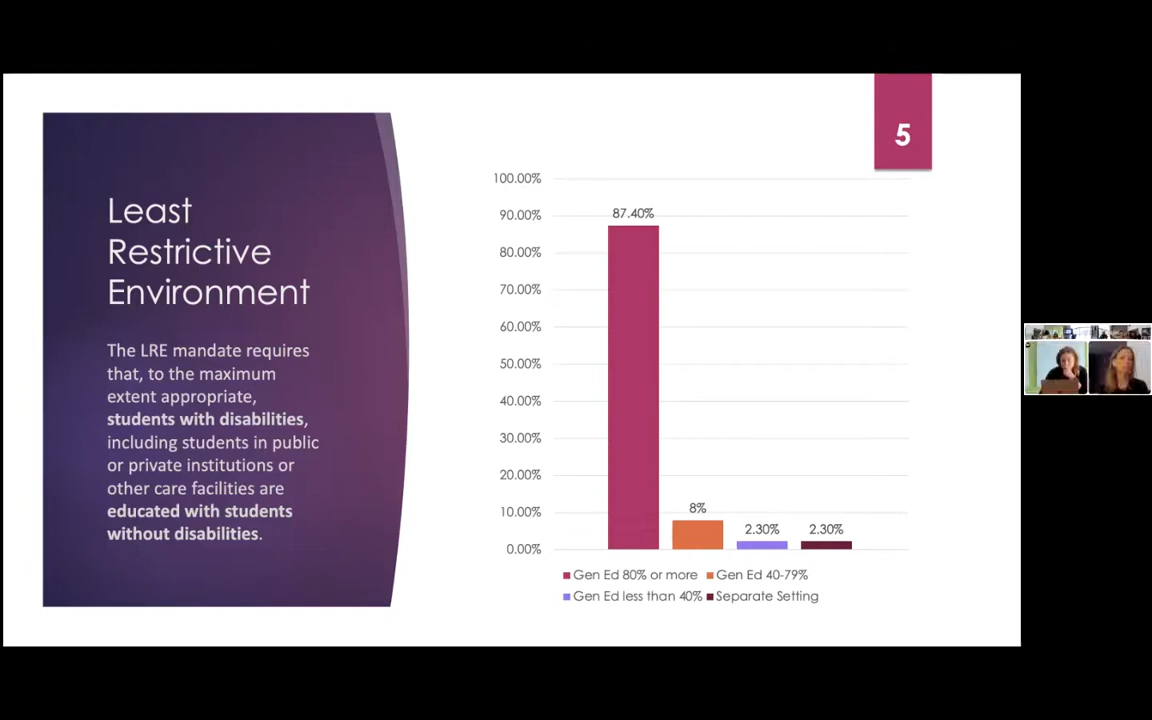 5
Least
Restrictive
Environment
The LRE mandate requires
that, to the maximum
extent appropriate,
students with disabilities,
including students in public
or private institutions or
other care facilities are
educated with students
without disabilities.
100.00%
90.00%
80.00%
70.00%
60.00%
50.00%
40.00%
30.00%
20.00%
10.00%
0.00%
87.40%
8%
2.30%
2.30%
Gen Ed 80% or more
Gen Ed 40-79%
Gen Ed less than 40%
Separate Setting